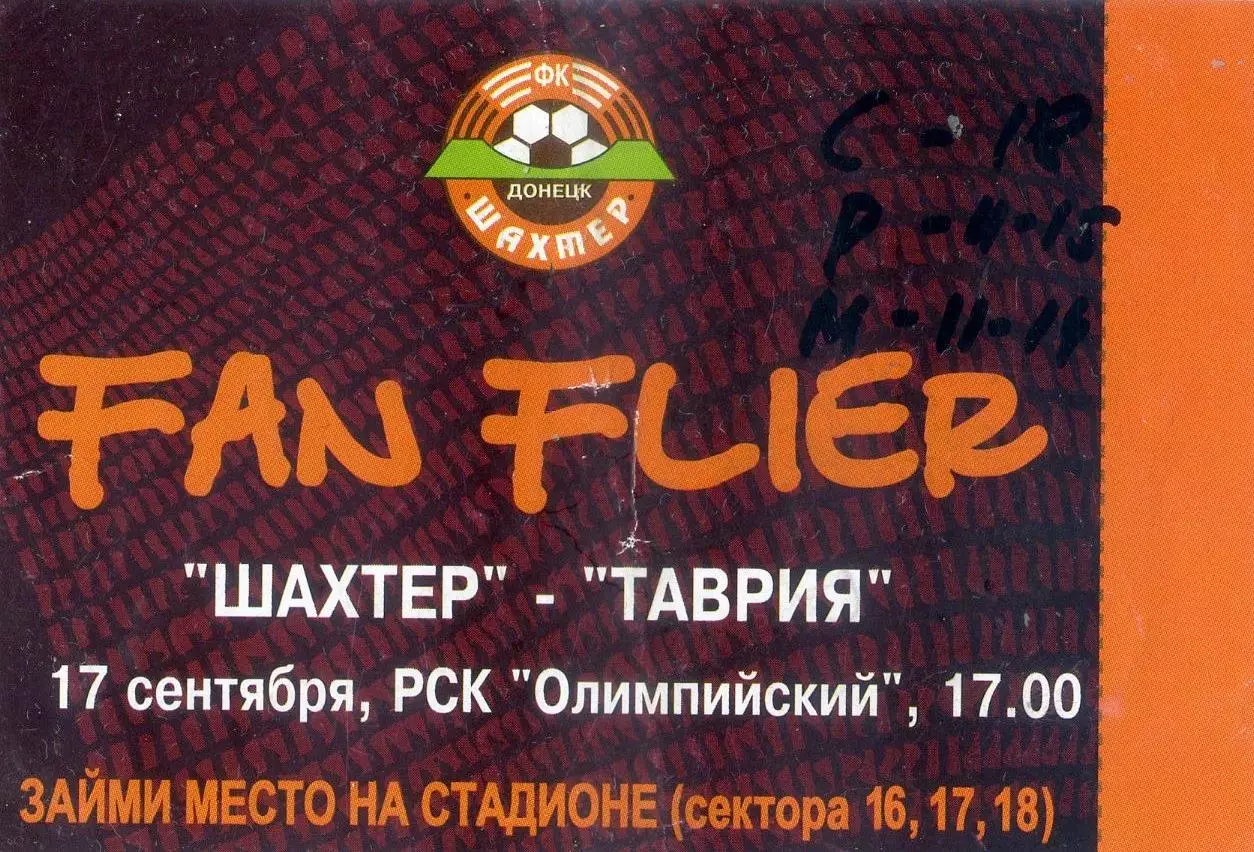 ФК
ДОНЕЦК
ШАХТЕР
С - 18
Р - 4-15
М - 11-
FAN FLIER
"ШАХТЕР" - "ТАВРИЯ"
17 сентября, РСК "Олимпийский", 17.00
ЗАЙМИ МЕСТО НА СТАДИОНЕ (сектора 16, 17, 18)